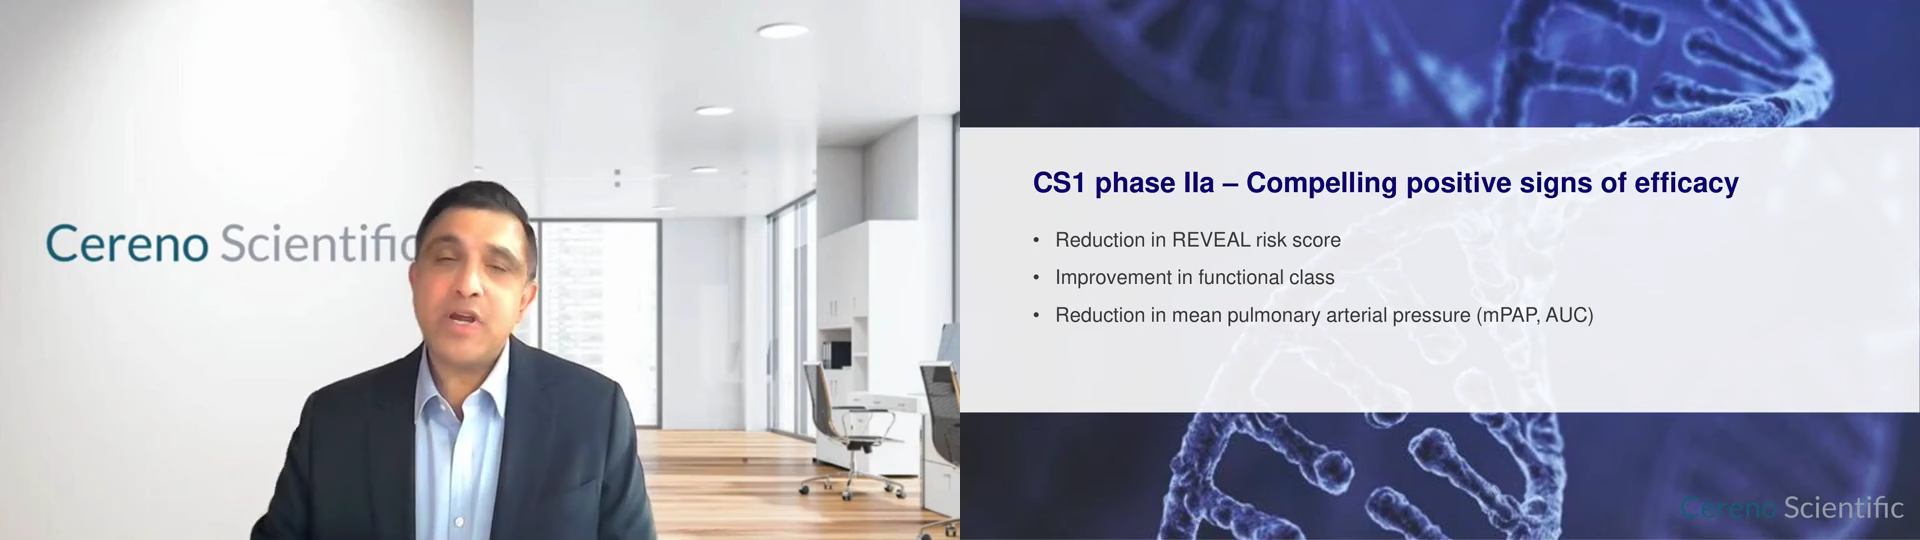 Cereno Scientific
CS1 phase IIa – Compelling positive signs of efficacy
• Reduction in REVEAL risk score
• Improvement in functional class
• Reduction in mean pulmonary arterial pressure (mPAP, AUC)
Cereno Scientific